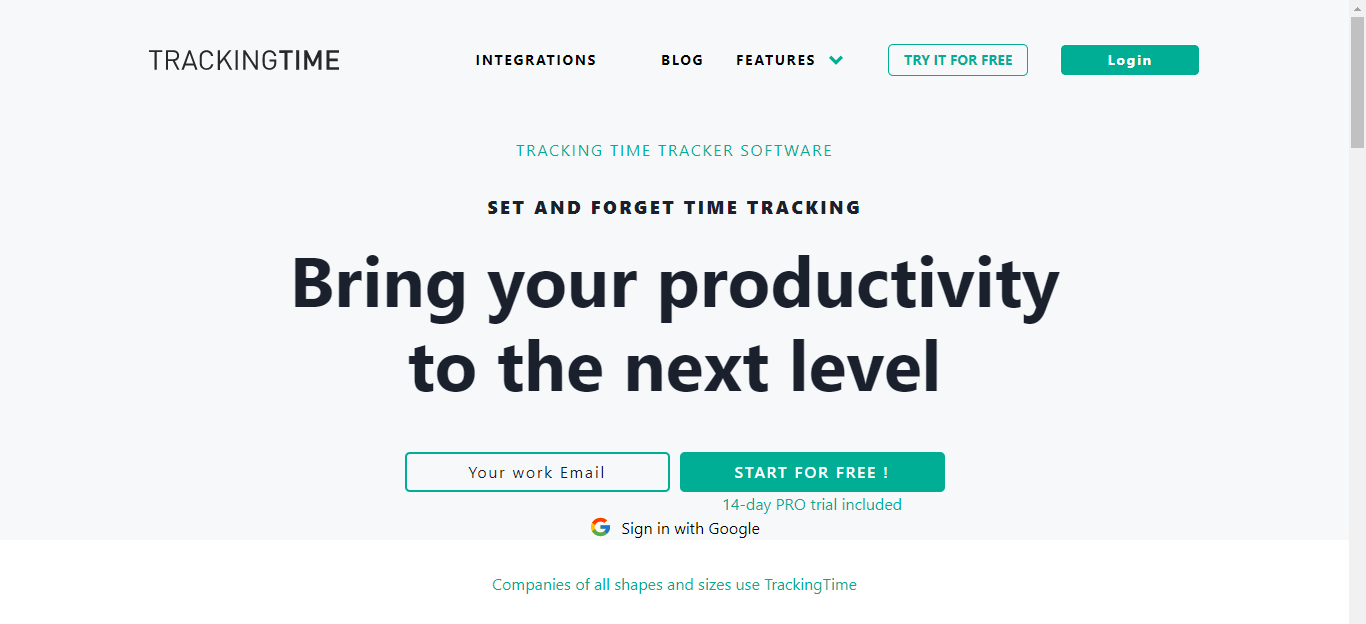 TRACKINGTIME
INTEGRATIONS
BLOG
FEATURES
TRY IT FOR FREE
Login
TRACKING TIME TRACKER SOFTWARE
SET AND FORGET TIME TRACKING
Bring your productivity
to the next level
Your work Email
START FOR FREE !
14-day PRO trial included
Sign in with Google
Companies of all shapes and sizes use TrackingTime